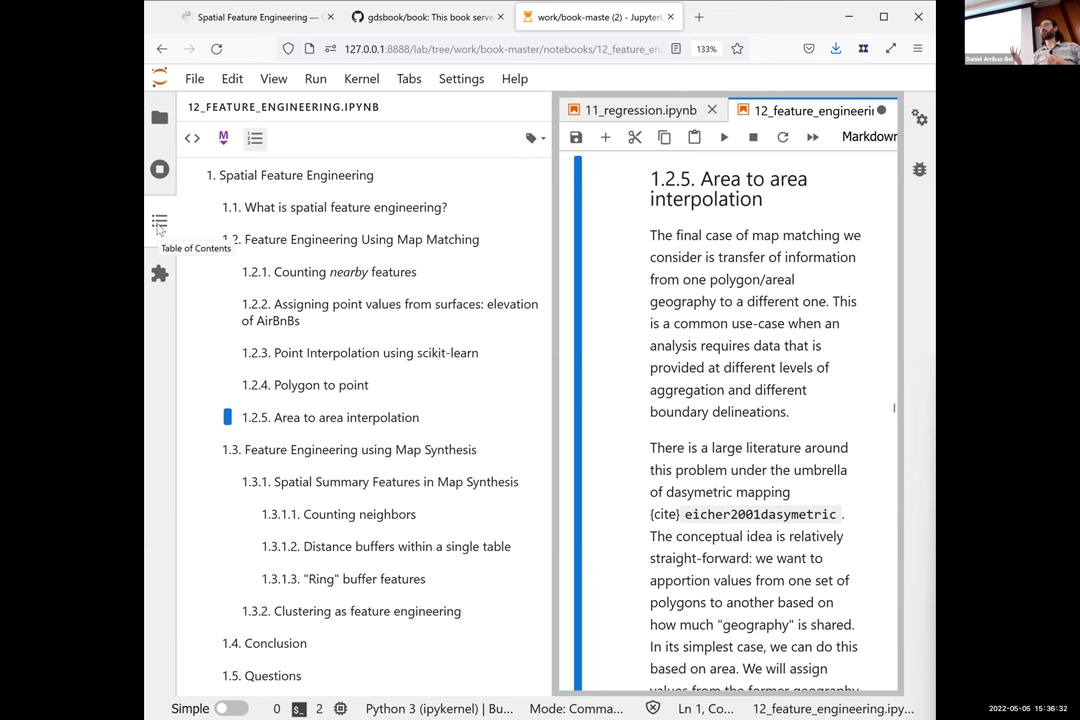 Spatial Feature Engineering — 
gdsbook/book: This book serve
work/book-maste (2) - Jupyterl
127.0.0.1:8888/lab/tree/work/book-master/notebooks/12_feature_en
133%
File Edit View Run Kernel Tabs Settings Help
12_FEATURE_ENGINEERING.IPYNB
11_regression.ipynb
12_feature_engineeri
Markdown
Table of Contents
1. Spatial Feature Engineering
1.1. What is spatial feature engineering?
1.2. Feature Engineering Using Map Matching
1.2.1. Counting nearby features
1.2.2. Assigning point values from surfaces: elevation
of AirBnBs
1.2.3. Point Interpolation using scikit-learn
1.2.4. Polygon to point
1.2.5. Area to area interpolation
1.3. Feature Engineering using Map Synthesis
1.3.1. Spatial Summary Features in Map Synthesis
1.3.1.1. Counting neighbors
1.3.1.2. Distance buffers within a single table
1.3.1.3. "Ring" buffer features
1.3.2. Clustering as feature engineering
1.4. Conclusion
1.5. Questions
1.2.5. Area to area
interpolation
The final case of map matching we
consider is transfer of information
from one polygon/areal
geography to a different one. This
is a common use-case when an
analysis requires data that is
provided at different levels of
aggregation and different
boundary delineations.
There is a large literature around
this problem under the umbrella
of dasymetric mapping
{cite} eicher2001dasymetric .
The conceptual idea is relatively
straight-forward: we want to
apportion values from one set of
polygons to another based on
how much "geography" is shared.
In its simplest case, we can do this
based on area. We will assign
values from the former geography
Simple 0 2 Python 3 (ipykernel) | Bu... Mode: Comma... Ln 1, Co... 12_feature_engineering.ipy...
Daniel Arribas-Bel
2022-05-05 15:36:32